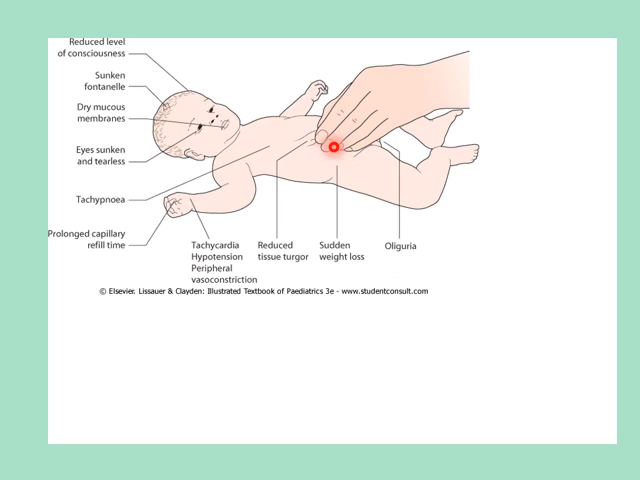 Reduced level
of consciousness
Sunken
fontanelle
Dry mucous
membranes
Eyes sunken
and tearless
Tachypnoea
Prolonged capillary
refill time
Tachycardia
Hypotension
Peripheral
vasoconstriction
Reduced
tissue turgor
Sudden
weight loss
Oliguria
© Elsevier. Lissauer & Clayden: Illustrated Textbook of Paediatrics 3e - www.studentconsult.com